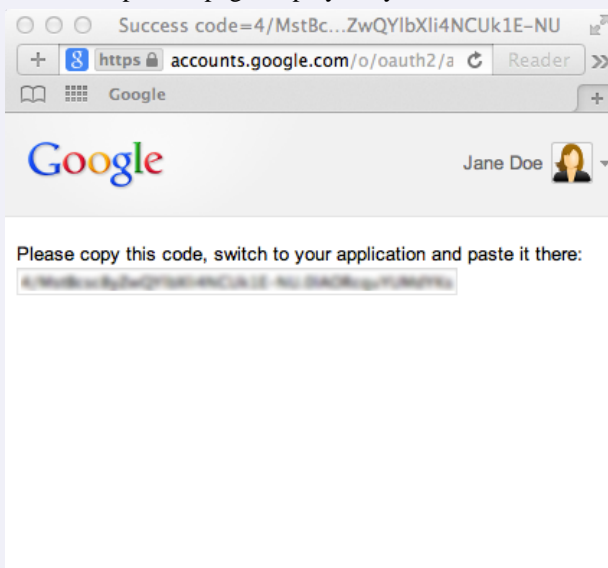 Success code=4/MstBc...ZwQYlbXli4NCUk1E-NU
https accounts.google.com/o/oauth2/a Reader
Google
Google Jane Doe
Please copy this code, switch to your application and paste it there: